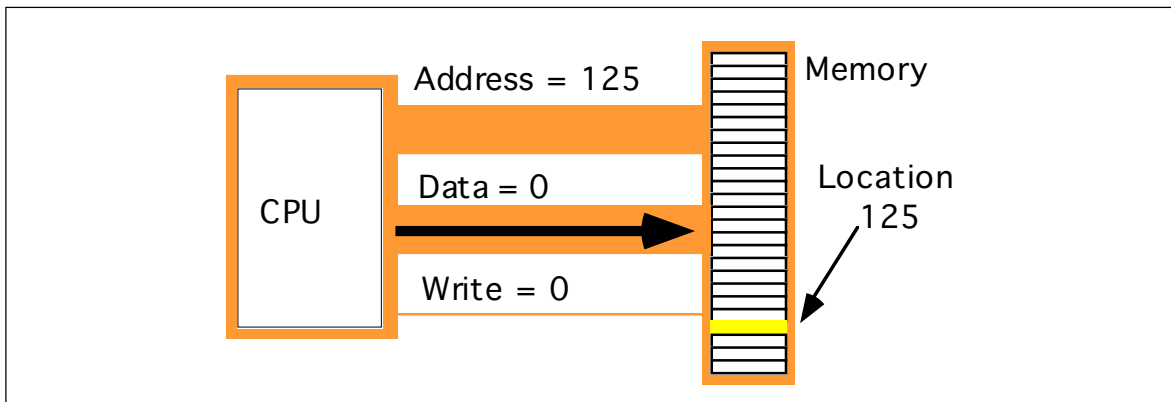 Address = 125
Memory
Data = 0
Location
125
CPU
Write = 0